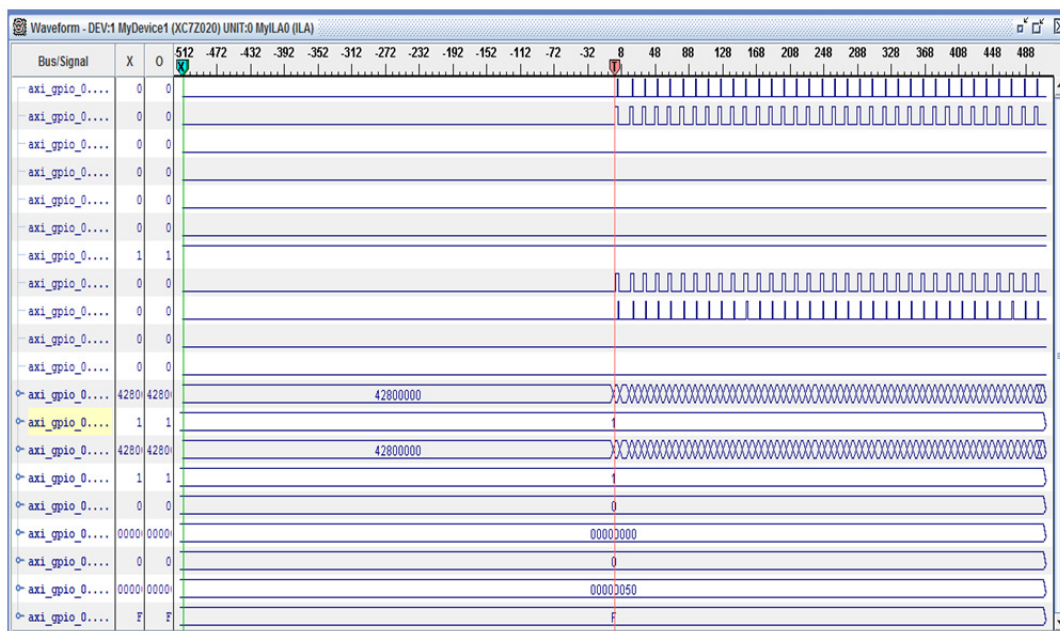 Waveform - DEV:1 MyDevice1 (XC7Z020) UNIT:0 MyILA0 (ILA)
Bus/Signal X O 512 -472 -432 -392 -352 -312 -272 -232 -192 -152 -112 -72 -32 8 48 88 128 168 208 248 288 328 368 408 448 488
X T
axi_gpio_0.... 0 0
axi_gpio_0.... 0 0
axi_gpio_0.... 0 0
axi_gpio_0.... 0 0
axi_gpio_0.... 0 0
axi_gpio_0.... 0 0
axi_gpio_0.... 1 1
axi_gpio_0.... 0 0
axi_gpio_0.... 0 0
axi_gpio_0.... 0 0
axi_gpio_0.... 0 0
axi_gpio_0.... 4280 4280 42800000
axi_gpio_0.... 1 1 1
axi_gpio_0.... 4280 4280 42800000
axi_gpio_0.... 1 1 1
axi_gpio_0.... 0 0 0
axi_gpio_0.... 0000 0000 00000000
axi_gpio_0.... 0 0 0
axi_gpio_0.... 0000 0000 00000050
axi_gpio_0.... F F F